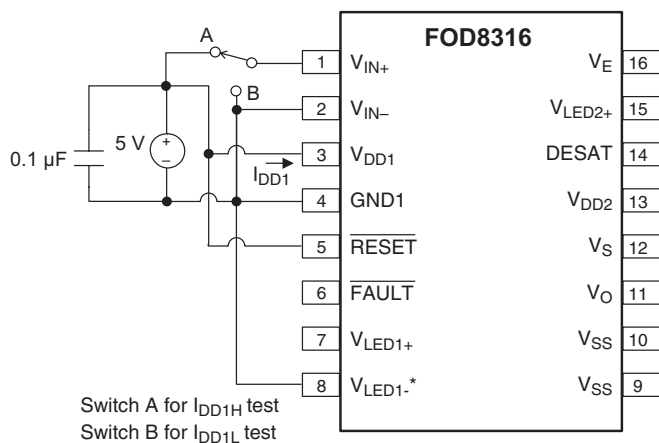 FOD8316
A
B
0.1 µF
5 V
+
–
I_DD1
1 V_IN+
2 V_IN–
3 V_DD1
4 GND1
5 R̅E̅S̅E̅T̅
6 F̅A̅U̅L̅T̅
7 V_LED1+
8 V_LED1-*
V_E 16
V_LED2+ 15
DESAT 14
V_DD2 13
V_S 12
V_O 11
V_SS 10
V_SS 9
Switch A for I_DD1H test
Switch B for I_DD1L test